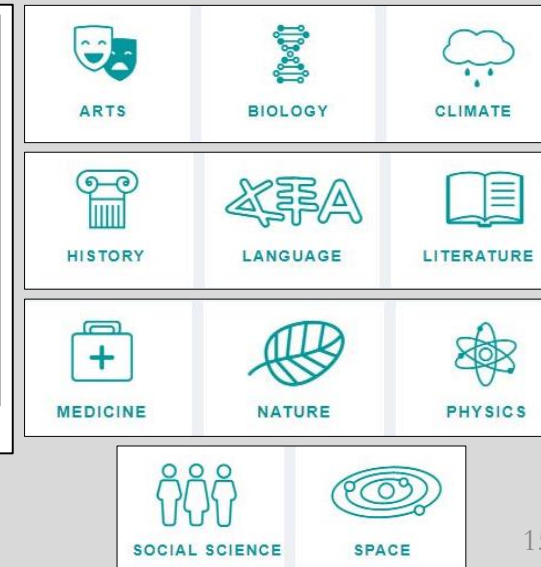 ARTS BIOLOGY CLIMATE
HISTORY LANGUAGE LITERATURE
MEDICINE NATURE PHYSICS
SOCIAL SCIENCE SPACE